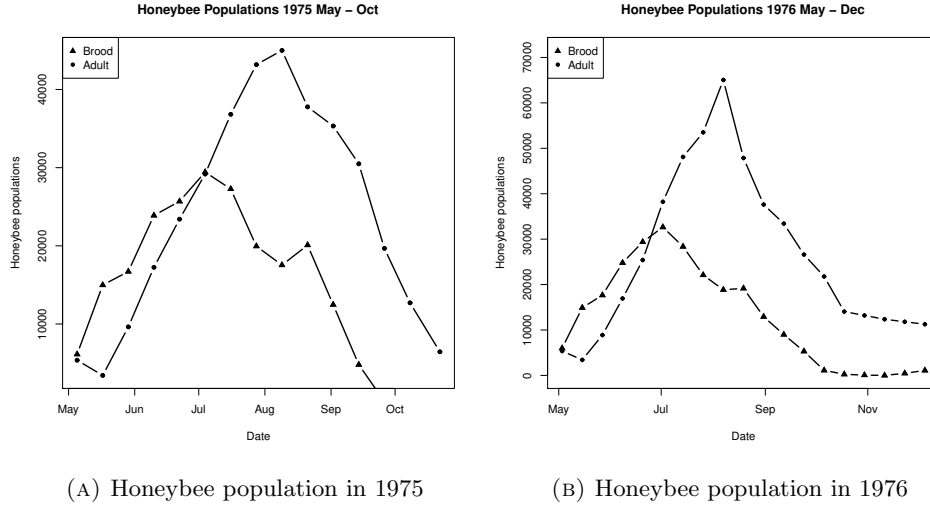 Honeybee Populations 1975 May – Oct
Brood
Adult
40000
30000
20000
10000
Honeybee populations
May Jun Jul Aug Sep Oct
Date
(A) Honeybee population in 1975
Honeybee Populations 1976 May – Dec
Brood
Adult
70000
60000
50000
40000
30000
20000
10000
0
Honeybee populations
May Jul Sep Nov
Date
(B) Honeybee population in 1976